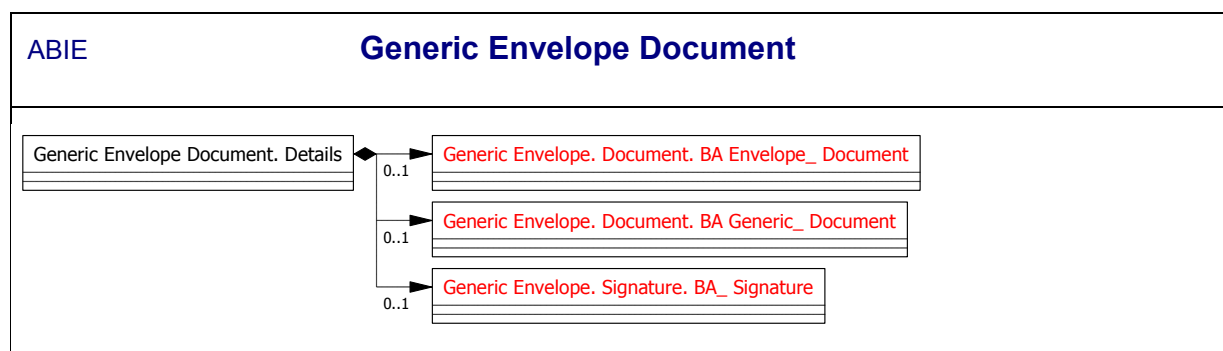 ABIE
Generic Envelope Document
Generic Envelope Document. Details
Generic Envelope. Document. BA Envelope_ Document
0..1
Generic Envelope. Document. BA Generic_ Document
0..1
Generic Envelope. Signature. BA_ Signature
0..1